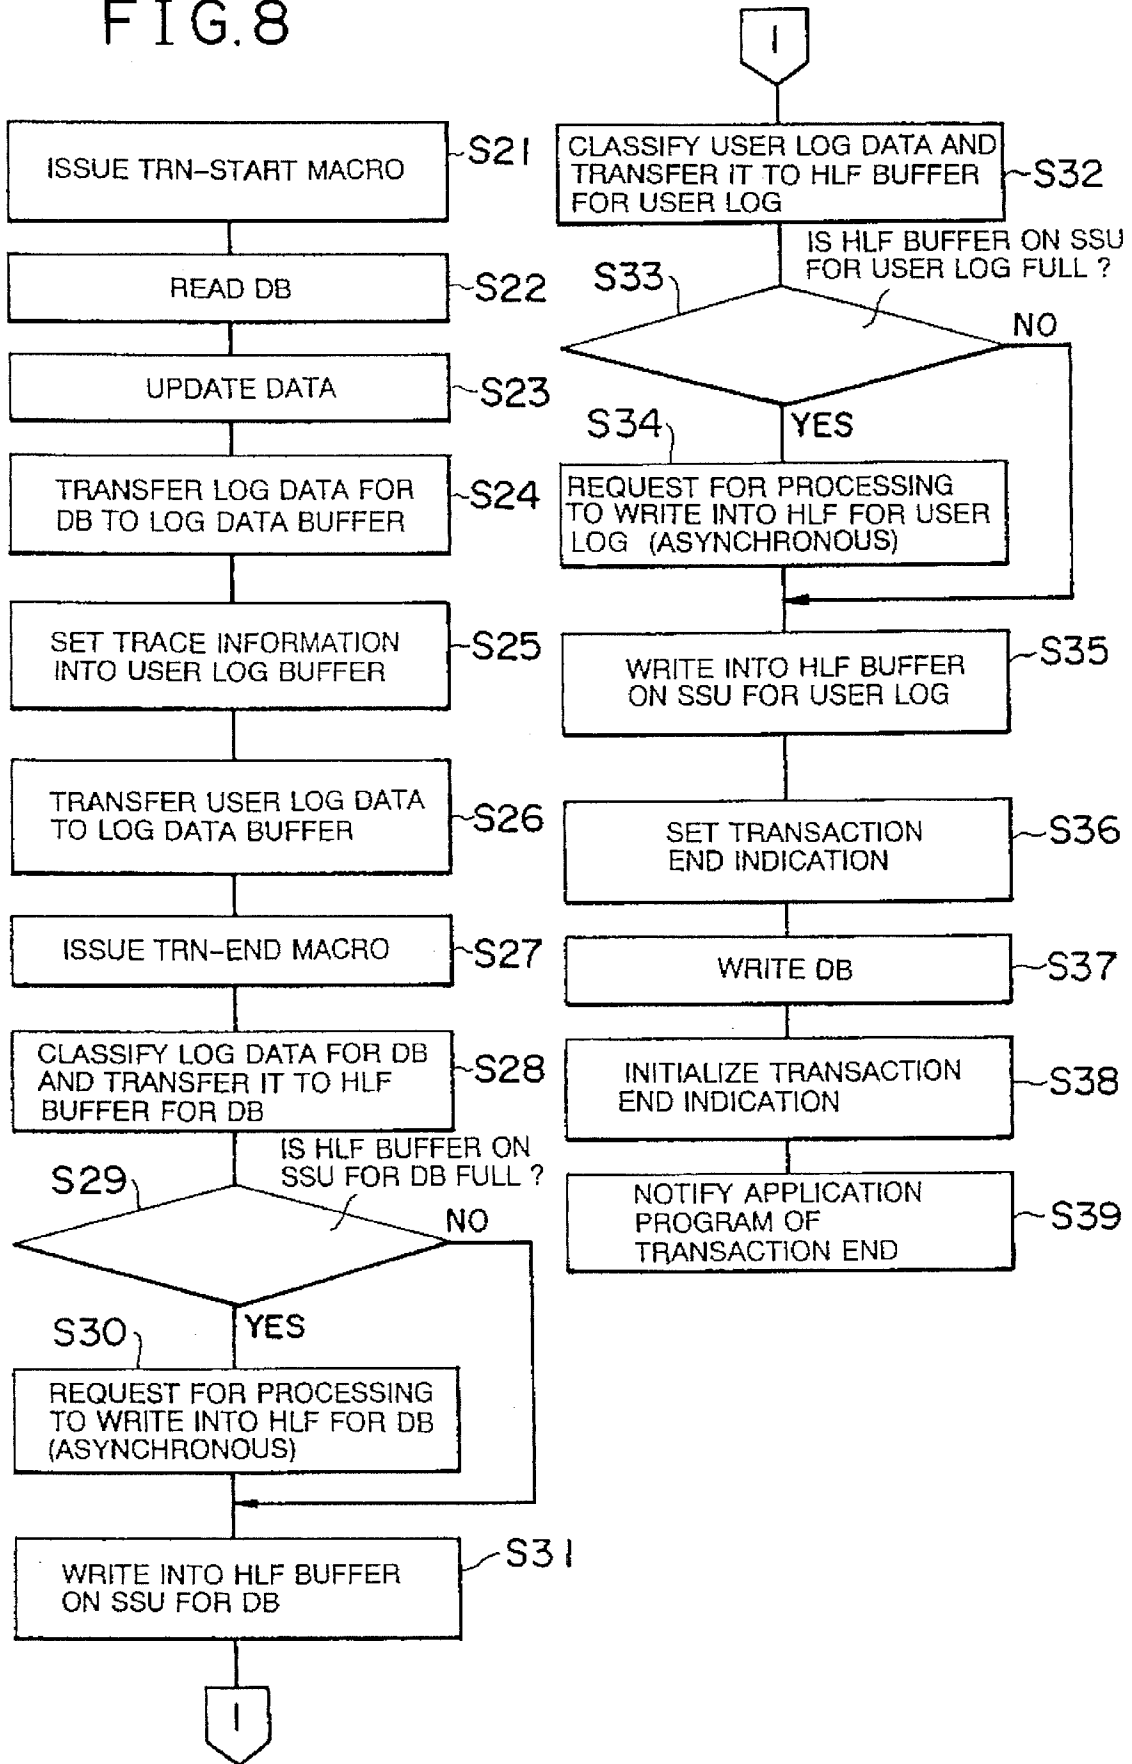 FIG.8
ISSUE TRN-START MACRO
S21
READ DB
S22
UPDATE DATA
S23
TRANSFER LOG DATA FOR
DB TO LOG DATA BUFFER
S24
SET TRACE INFORMATION
INTO USER LOG BUFFER
S25
TRANSFER USER LOG DATA
TO LOG DATA BUFFER
S26
ISSUE TRN-END MACRO
S27
CLASSIFY LOG DATA FOR DB
AND TRANSFER IT TO HLF
BUFFER FOR DB
S28
IS HLF BUFFER ON
SSU FOR DB FULL ?
S29
NO
YES
S30
REQUEST FOR PROCESSING
TO WRITE INTO HLF FOR DB
(ASYNCHRONOUS)
WRITE INTO HLF BUFFER
ON SSU FOR DB
S31
1
1
CLASSIFY USER LOG DATA AND
TRANSFER IT TO HLF BUFFER
FOR USER LOG
S32
IS HLF BUFFER ON SSU
FOR USER LOG FULL ?
S33
NO
YES
S34
REQUEST FOR PROCESSING
TO WRITE INTO HLF FOR USER
LOG (ASYNCHRONOUS)
WRITE INTO HLF BUFFER
ON SSU FOR USER LOG
S35
SET TRANSACTION
END INDICATION
S36
WRITE DB
S37
INITIALIZE TRANSACTION
END INDICATION
S38
NOTIFY APPLICATION
PROGRAM OF
TRANSACTION END
S39